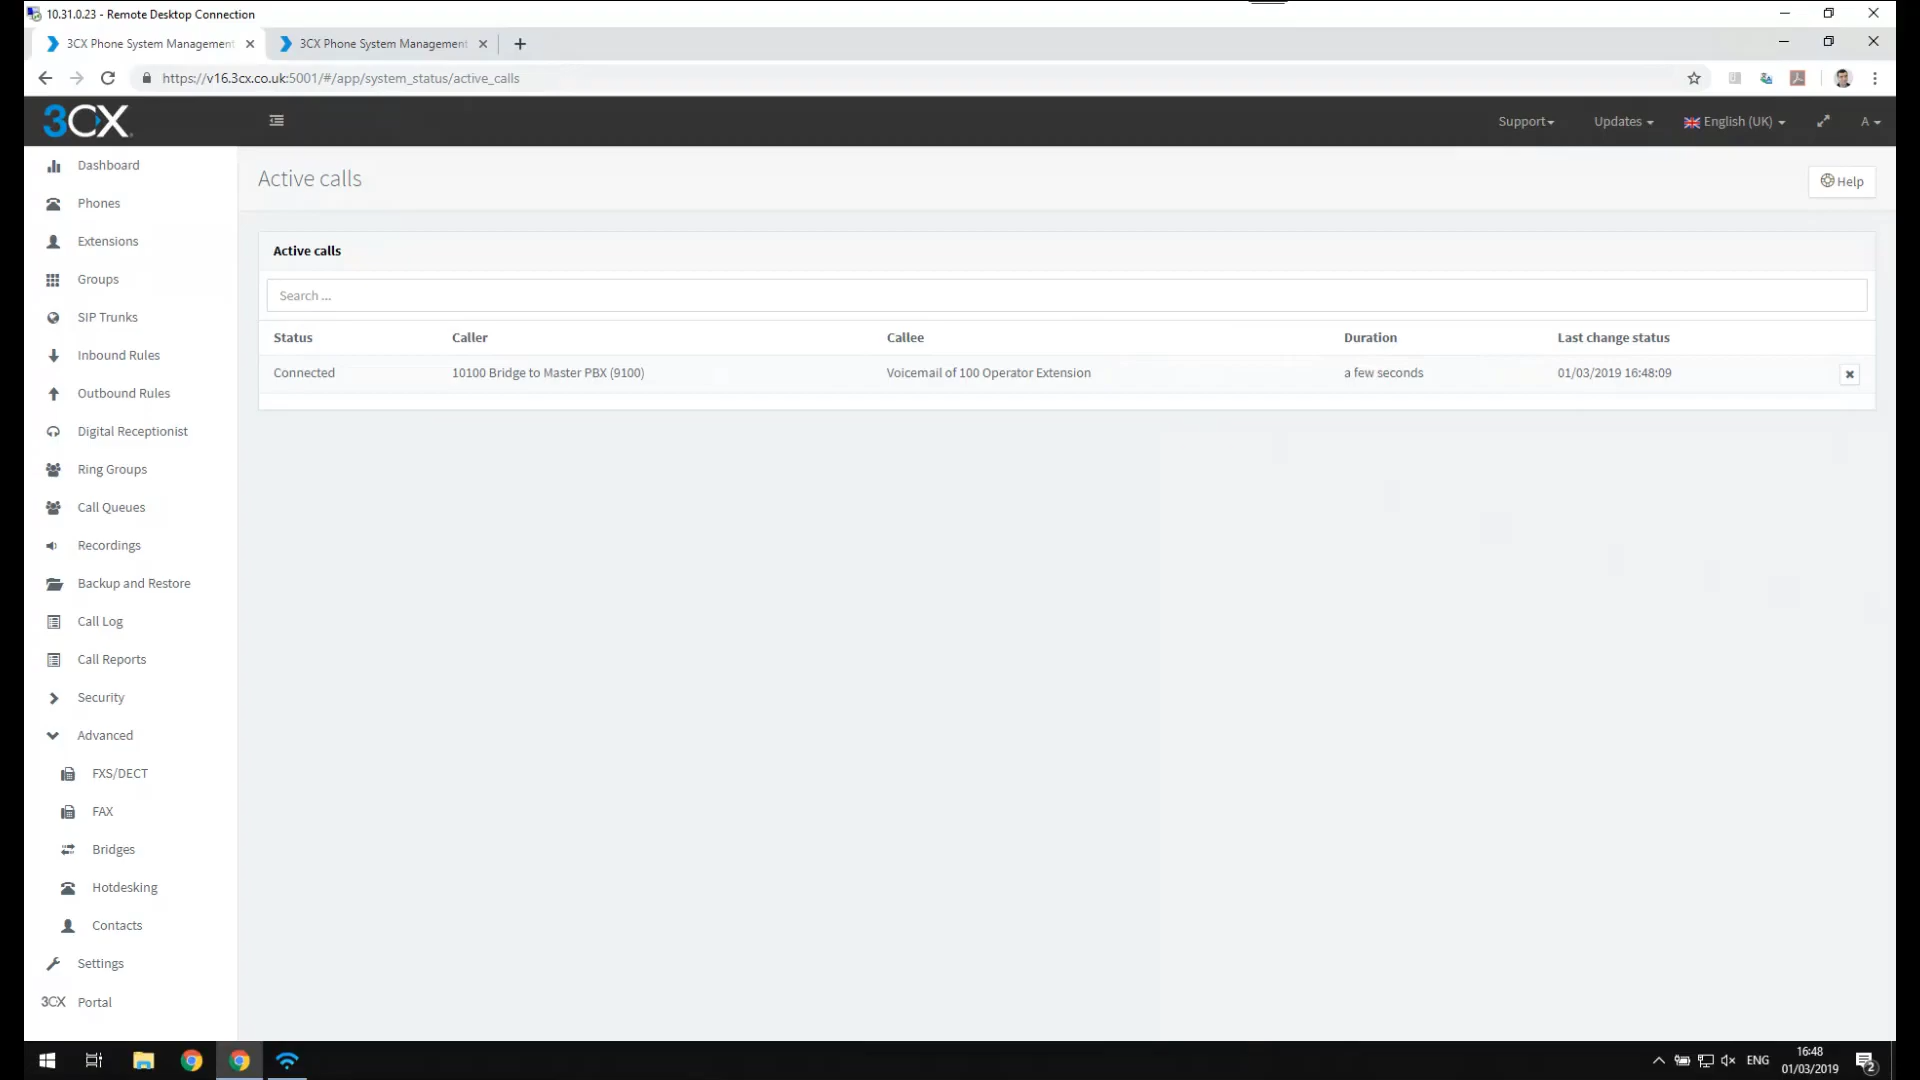 10.31.0.23 - Remote Desktop Connection
3CX Phone System Management
3CX Phone System Management
https://v16.3cx.co.uk:5001/#/app/system_status/active_calls
3CX
Support
Updates
English (UK)
A
Dashboard
Phones
Extensions
Groups
SIP Trunks
Inbound Rules
Outbound Rules
Digital Receptionist
Ring Groups
Call Queues
Recordings
Backup and Restore
Call Log
Call Reports
Security
Advanced
FXS/DECT
FAX
Bridges
Hotdesking
Contacts
Settings
3CX Portal
Active calls
Help
Active calls
Search ...
Status Caller Callee Duration Last change status
Connected 10100 Bridge to Master PBX (9100) Voicemail of 100 Operator Extension a few seconds 01/03/2019 16:48:09
ENG
16:48
01/03/2019
2